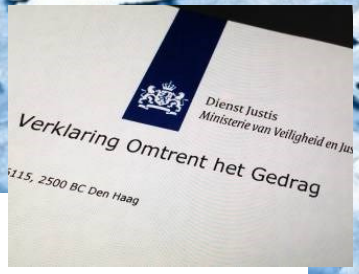 Dienst Justis
Ministerie van Veiligheid en Jus
Verklaring Omtrent het Gedrag
5115, 2500 BC Den Haag